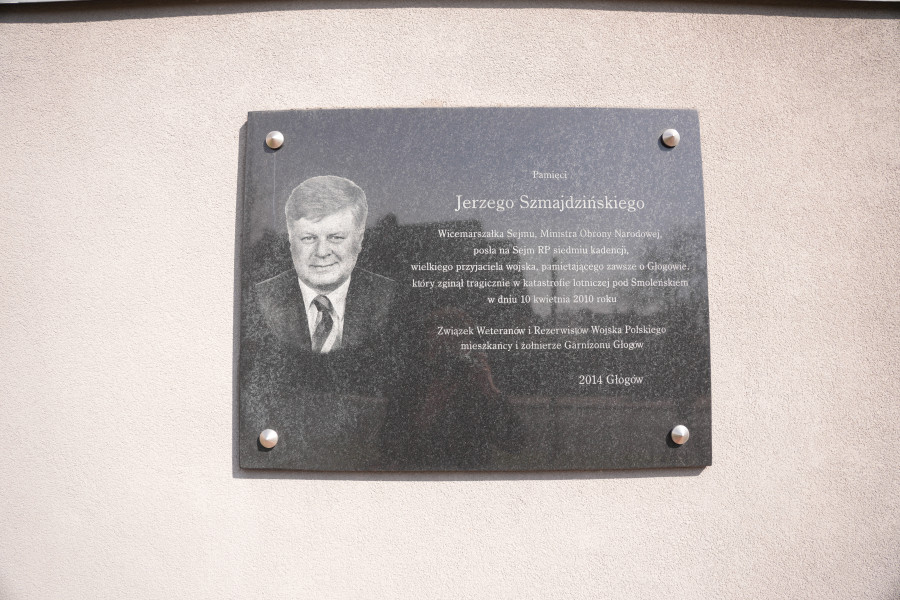 Pamięci
Jerzego Szmajdzińskiego
Wicemarszałka Sejmu, Ministra Obrony Narodowej,
posła na Sejm RP siedmiu kadencji,
wielkiego przyjaciela wojska, pamiętającego zawsze o Głogowie,
który zginął tragicznie w katastrofie lotniczej pod Smoleńskiem
w dniu 10 kwietnia 2010 roku
Związek Weteranów i Rezerwistów Wojska Polskiego
mieszkańcy i żołnierze Garnizonu Głogów
2014 Głogów